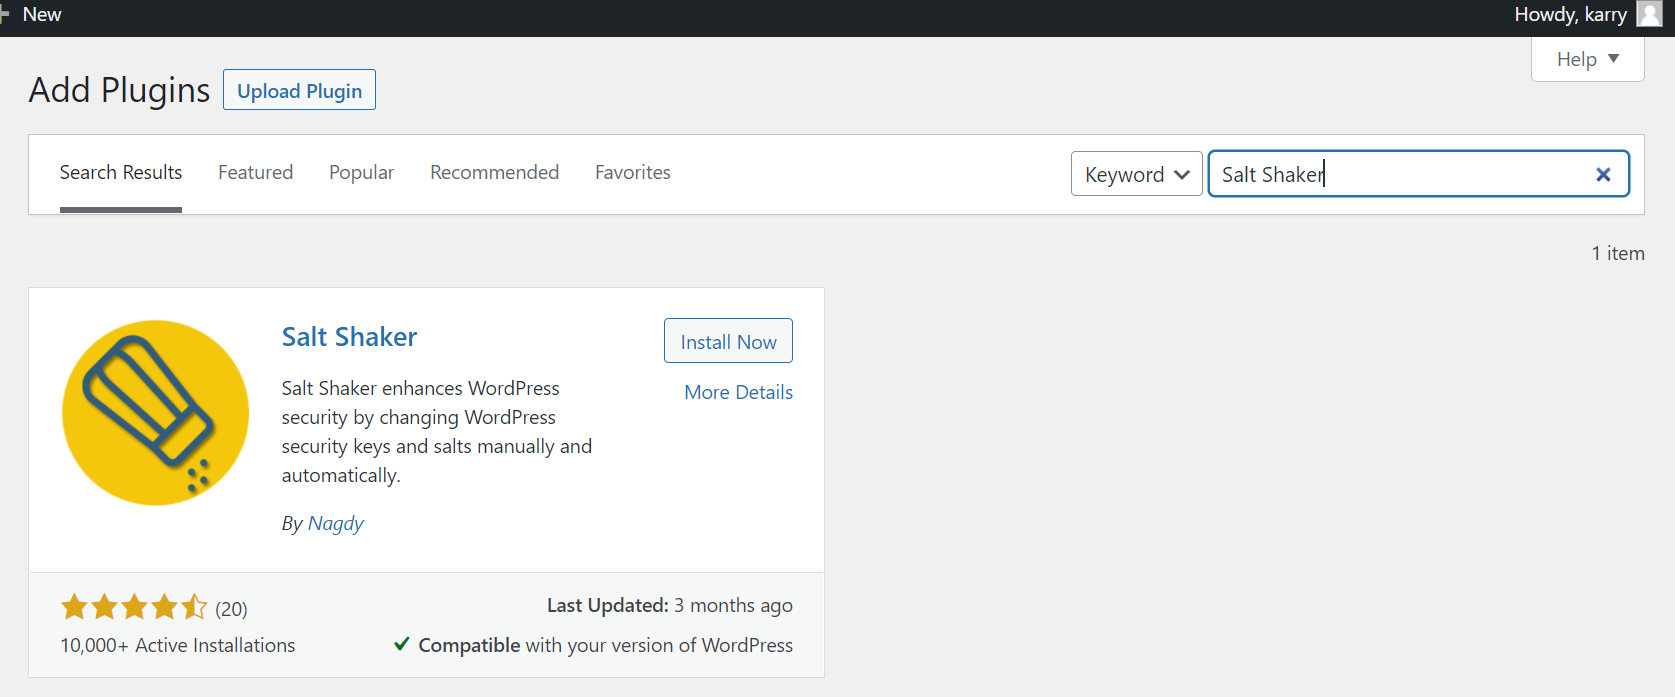 New
Howdy, karry
Help
Add Plugins
Upload Plugin
Search Results
Featured
Popular
Recommended
Favorites
Keyword
Salt Shaker
1 item
Salt Shaker
Install Now
More Details
Salt Shaker enhances WordPress
security by changing WordPress
security keys and salts manually and
automatically.
By Nagdy
(20)
Last Updated: 3 months ago
10,000+ Active Installations
Compatible with your version of WordPress